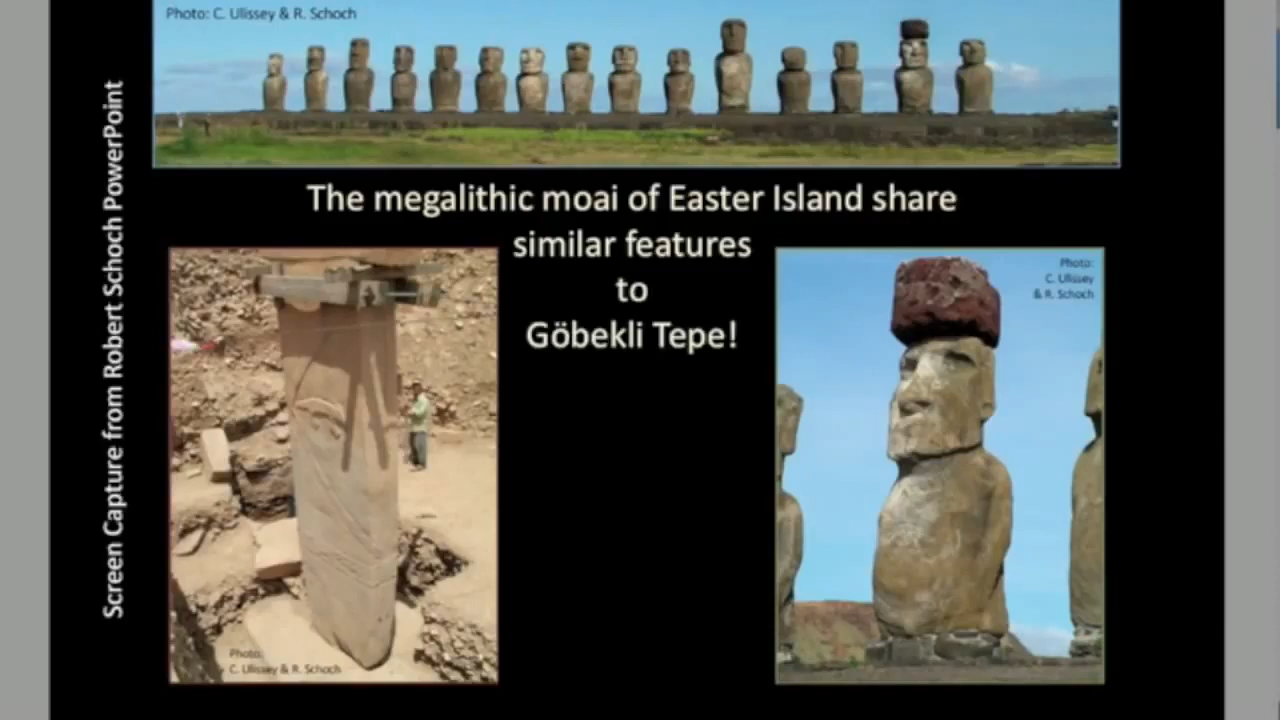 Photo: C. Ulissey & R. Schoch
Screen Capture from Robert Schoch PowerPoint
The megalithic moai of Easter Island share
similar features
to
Göbekli Tepe!
Photo:
C. Ulissey
& R. Schoch
Photo:
C. Ulissey & R. Schoch